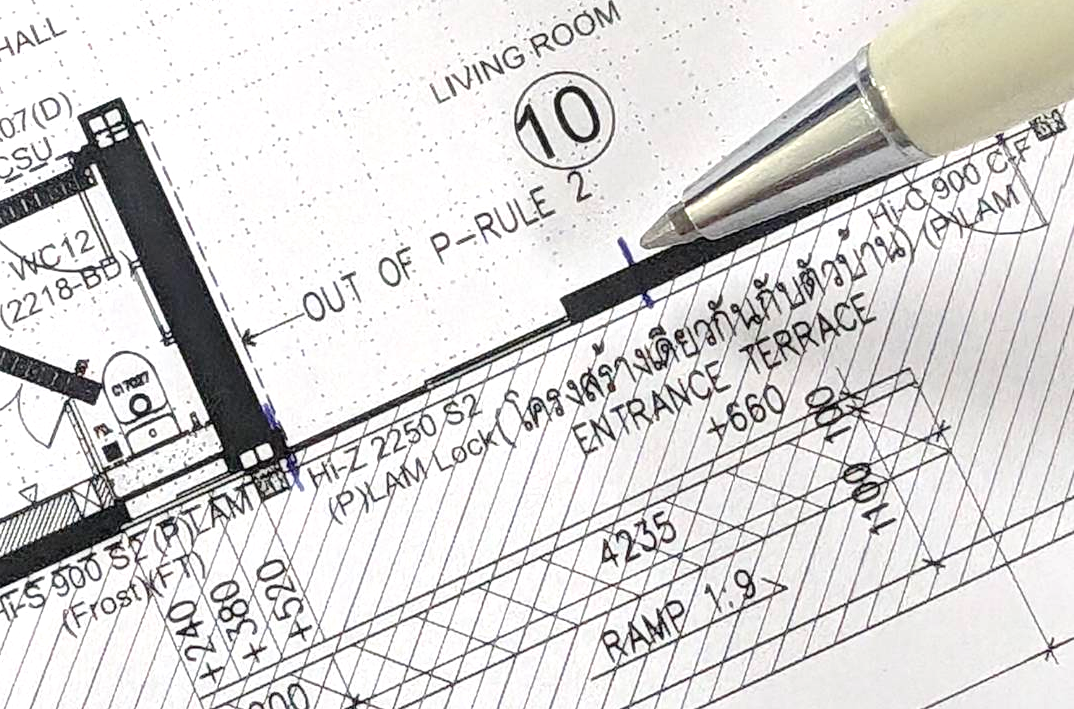 HALL
LIVING ROOM
10
07(D)
CSU
OUT OF P-RULE 2
WC12
(2218-BD)
Hi-C 900 C-F
(P)LAM
Hi-Z 2250 S2
(P)LAM Lock(โครงสร้างเดียวกันกับตัวบ้าน)
ENTRANCE TERRACE
+660
100
1100
900 S2 (P)LAM
(Frost)(FT)
+240
+380
+520
4235
RAMP 1:9